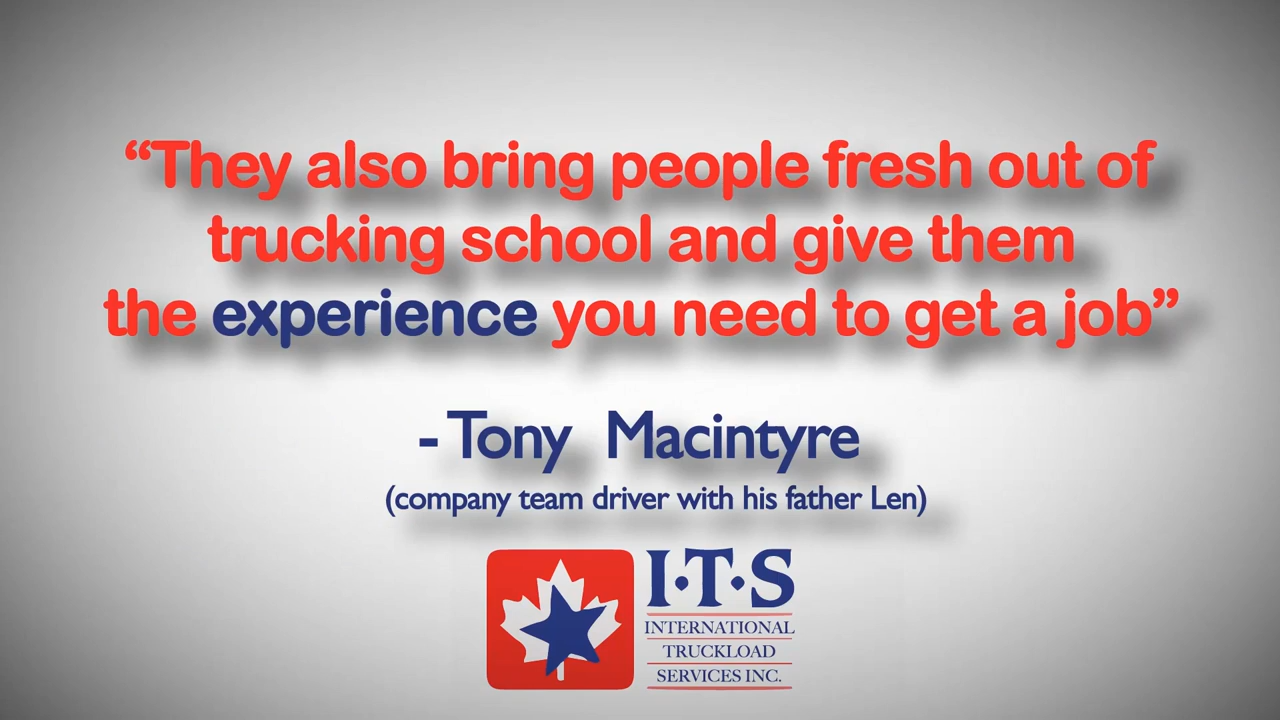 “They also bring people fresh out of
trucking school and give them
the experience you need to get a job”
- Tony Macintyre
(company team driver with his father Len)
I·T·S
INTERNATIONAL
TRUCKLOAD
SERVICES INC.